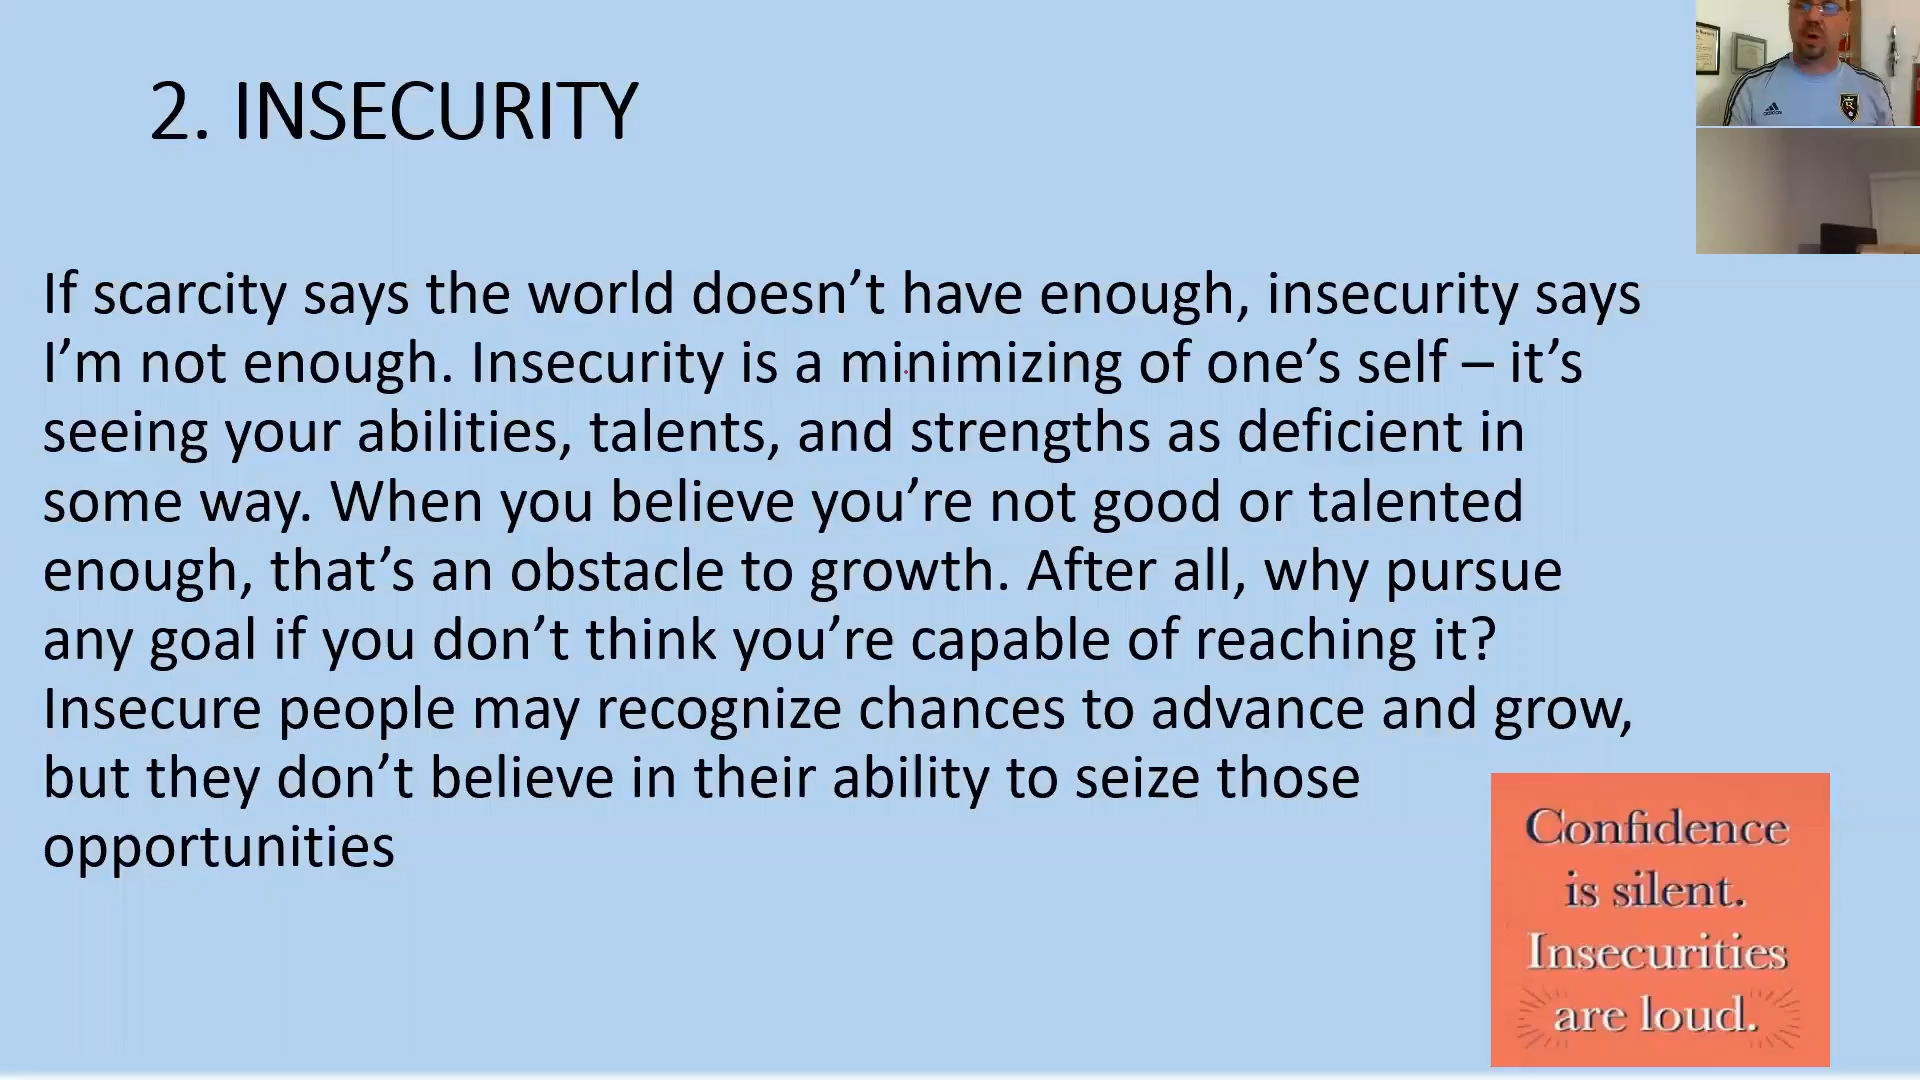 2. INSECURITY
If scarcity says the world doesn’t have enough, insecurity says
I’m not enough. Insecurity is a minimizing of one’s self – it’s
seeing your abilities, talents, and strengths as deficient in
some way. When you believe you’re not good or talented
enough, that’s an obstacle to growth. After all, why pursue
any goal if you don’t think you’re capable of reaching it?
Insecure people may recognize chances to advance and grow,
but they don’t believe in their ability to seize those
opportunities
Confidence
is silent.
Insecurities
are loud.
adidas